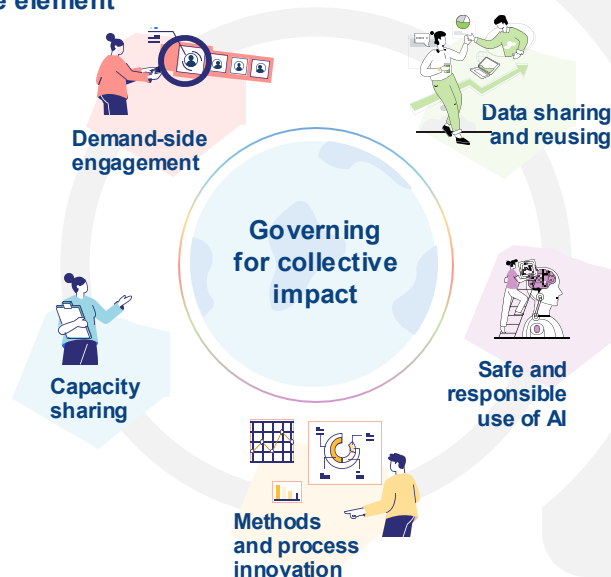 e element
Demand-side
engagement
Data sharing
and reusing
Governing
for collective
impact
Capacity
sharing
Safe and
responsible
use of AI
Methods
and process
innovation